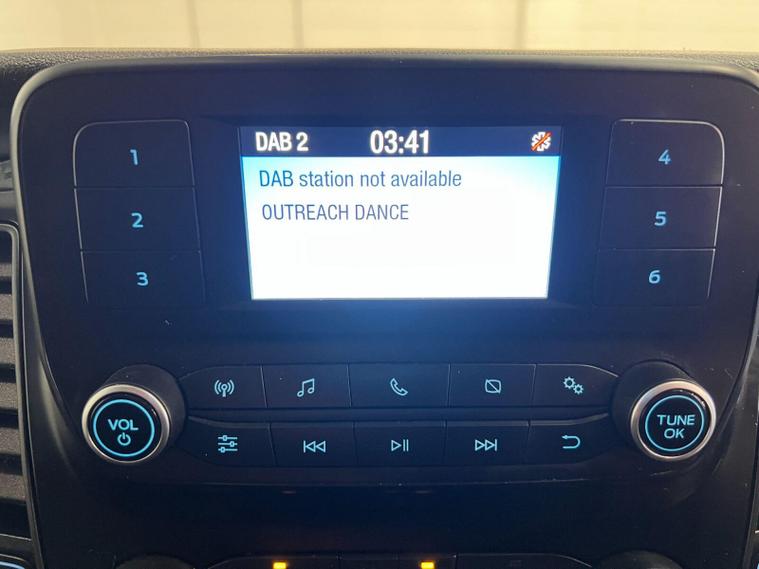 DAB 2 03:41
DAB station not available
OUTREACH DANCE
1
2
3
4
5
6
VOL
TUNE
OK